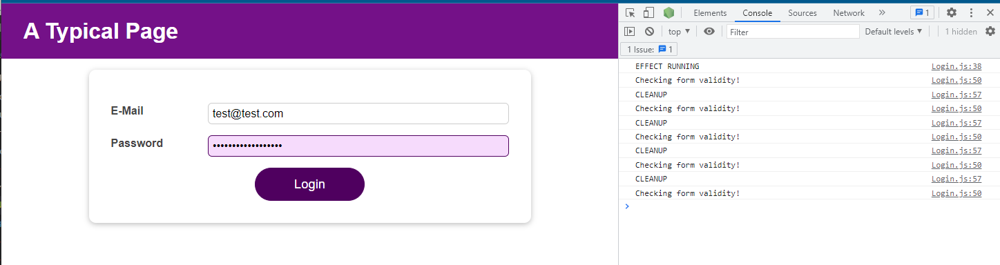 A Typical Page
E-Mail
test@test.com
Password
••••••••••••••••••
Login
Elements Console Sources Network » 1
top ▼ Filter Default levels ▼ 1 hidden
1 Issue: 1
EFFECT RUNNING Login.js:38
Checking form validity! Login.js:50
CLEANUP Login.js:57
Checking form validity! Login.js:50
CLEANUP Login.js:57
Checking form validity! Login.js:50
CLEANUP Login.js:57
Checking form validity! Login.js:50
CLEANUP Login.js:57
Checking form validity! Login.js:50